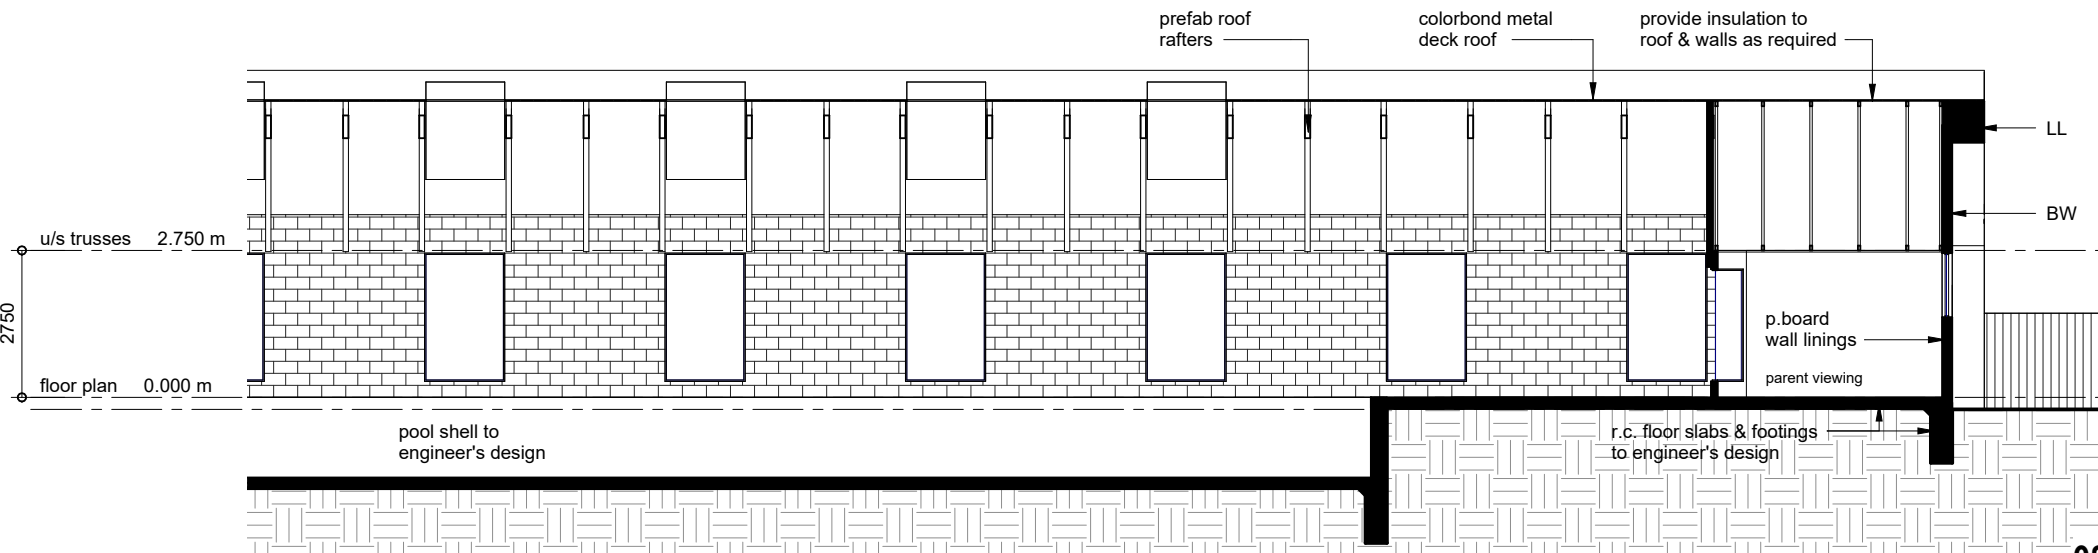 prefab roof
rafters
colorbond metal
deck roof
provide insulation to
roof & walls as required
LL
BW
u/s trusses 2.750 m
2750
floor plan 0.000 m
p.board
wall linings
parent viewing
pool shell to
engineer's design
r.c. floor slabs & footings
to engineer's design